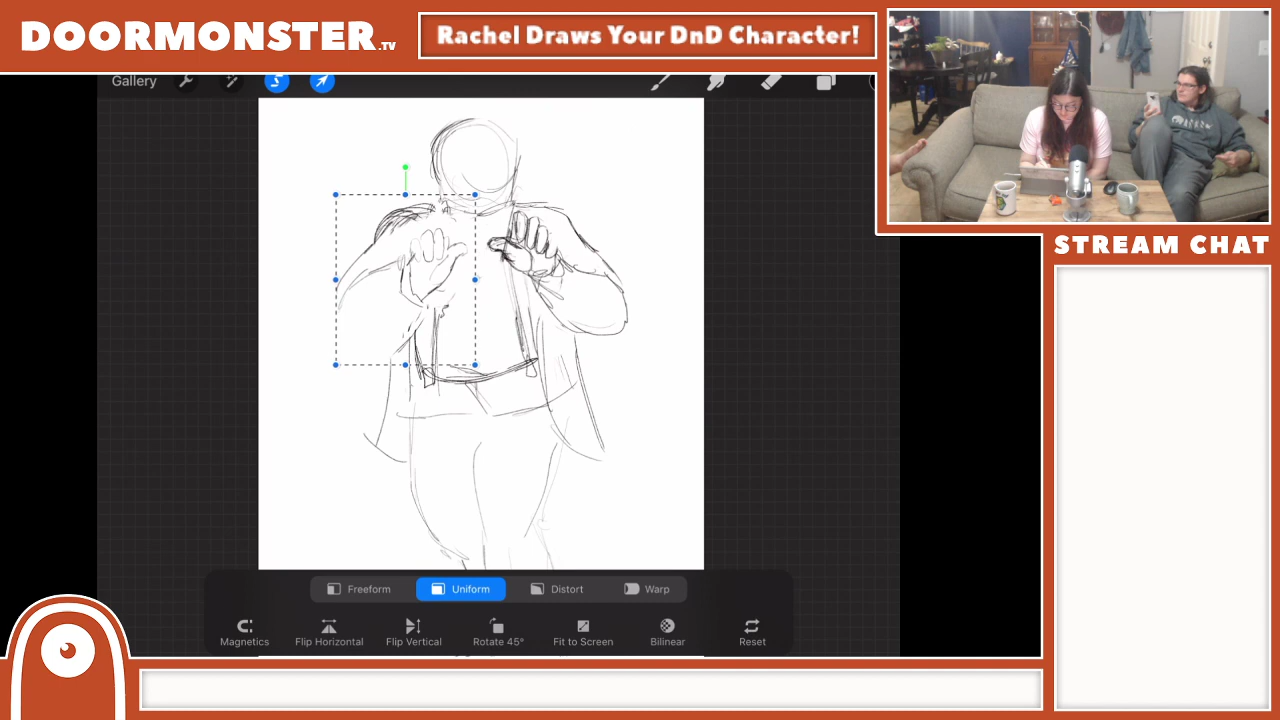 DOORMONSTER.TV
Rachel Draws Your DnD Character!
Gallery
STREAM CHAT
Freeform
Uniform
Distort
Warp
Magnetics
Flip Horizontal
Flip Vertical
Rotate 45°
Fit to Screen
Bilinear
Reset